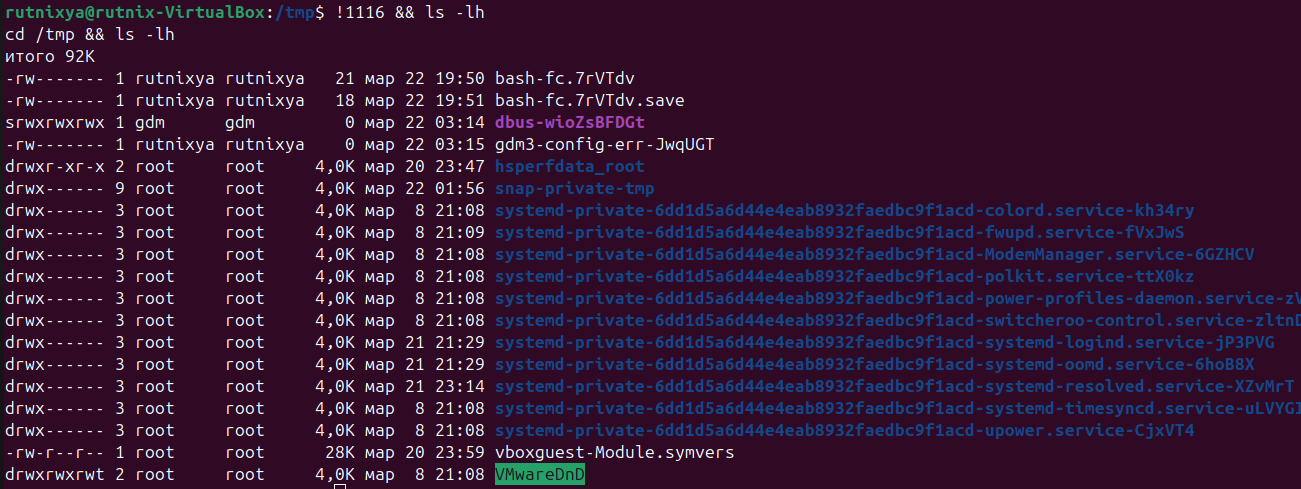 rutnixya@rutnix-VirtualBox:/tmp$ !1116 && ls -lh
cd /tmp && ls -lh
итого 92K
-rw------- 1 rutnixya rutnixya   21 мар 22 19:50 bash-fc.7rVTdv
-rw------- 1 rutnixya rutnixya   18 мар 22 19:51 bash-fc.7rVTdv.save
srwxrwxrwx 1 gdm      gdm         0 мар 22 03:14 dbus-wioZsBFDGt
-rw------- 1 rutnixya rutnixya    0 мар 22 03:15 gdm3-config-err-JwqUGT
drwxr-xr-x 2 root     root     4,0K мар 20 23:47 hsperfdata_root
drwx------ 9 root     root     4,0K мар 22 01:56 snap-private-tmp
drwx------ 3 root     root     4,0K мар  8 21:08 systemd-private-6dd1d5a6d44e4eab8932faedbc9f1acd-colord.service-kh34ry
drwx------ 3 root     root     4,0K мар  8 21:09 systemd-private-6dd1d5a6d44e4eab8932faedbc9f1acd-fwupd.service-fVxJwS
drwx------ 3 root     root     4,0K мар  8 21:08 systemd-private-6dd1d5a6d44e4eab8932faedbc9f1acd-ModemManager.service-6GZHCV
drwx------ 3 root     root     4,0K мар  8 21:08 systemd-private-6dd1d5a6d44e4eab8932faedbc9f1acd-polkit.service-ttX0kz
drwx------ 3 root     root     4,0K мар  8 21:08 systemd-private-6dd1d5a6d44e4eab8932faedbc9f1acd-power-profiles-daemon.service-zV
drwx------ 3 root     root     4,0K мар  8 21:08 systemd-private-6dd1d5a6d44e4eab8932faedbc9f1acd-switcheroo-control.service-zltnD
drwx------ 3 root     root     4,0K мар 21 21:29 systemd-private-6dd1d5a6d44e4eab8932faedbc9f1acd-systemd-logind.service-jP3PVG
drwx------ 3 root     root     4,0K мар 21 21:29 systemd-private-6dd1d5a6d44e4eab8932faedbc9f1acd-systemd-oomd.service-6hoB8X
drwx------ 3 root     root     4,0K мар 21 23:14 systemd-private-6dd1d5a6d44e4eab8932faedbc9f1acd-systemd-resolved.service-XZvMrT
drwx------ 3 root     root     4,0K мар  8 21:08 systemd-private-6dd1d5a6d44e4eab8932faedbc9f1acd-systemd-timesyncd.service-uLVYGI
drwx------ 3 root     root     4,0K мар  8 21:08 systemd-private-6dd1d5a6d44e4eab8932faedbc9f1acd-upower.service-CjxVT4
-rw-r--r-- 1 root     root      28K мар 20 23:59 vboxguest-Module.symvers
drwxrwxrwt 2 root     root     4,0K мар  8 21:08 VMwareDnD